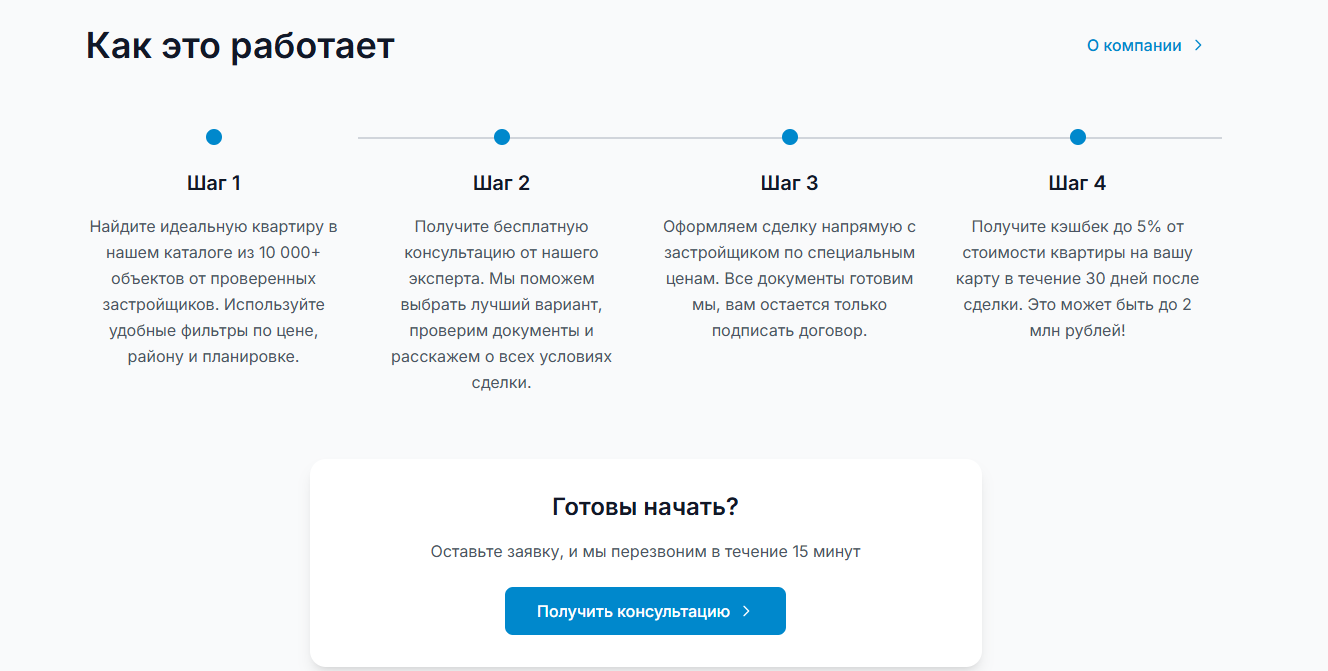 Как это работает
О компании
Шаг 1
Найдите идеальную квартиру в
нашем каталоге из 10 000+
объектов от проверенных
застройщиков. Используйте
удобные фильтры по цене,
району и планировке.
Шаг 2
Получите бесплатную
консультацию от нашего
эксперта. Мы поможем
выбрать лучший вариант,
проверим документы и
расскажем о всех условиях
сделки.
Шаг 3
Оформляем сделку напрямую с
застройщиком по специальным
ценам. Все документы готовим
мы, вам остается только
подписать договор.
Шаг 4
Получите кэшбек до 5% от
стоимости квартиры на вашу
карту в течение 30 дней после
сделки. Это может быть до 2
млн рублей!
Готовы начать?
Оставьте заявку, и мы перезвоним в течение 15 минут
Получить консультацию